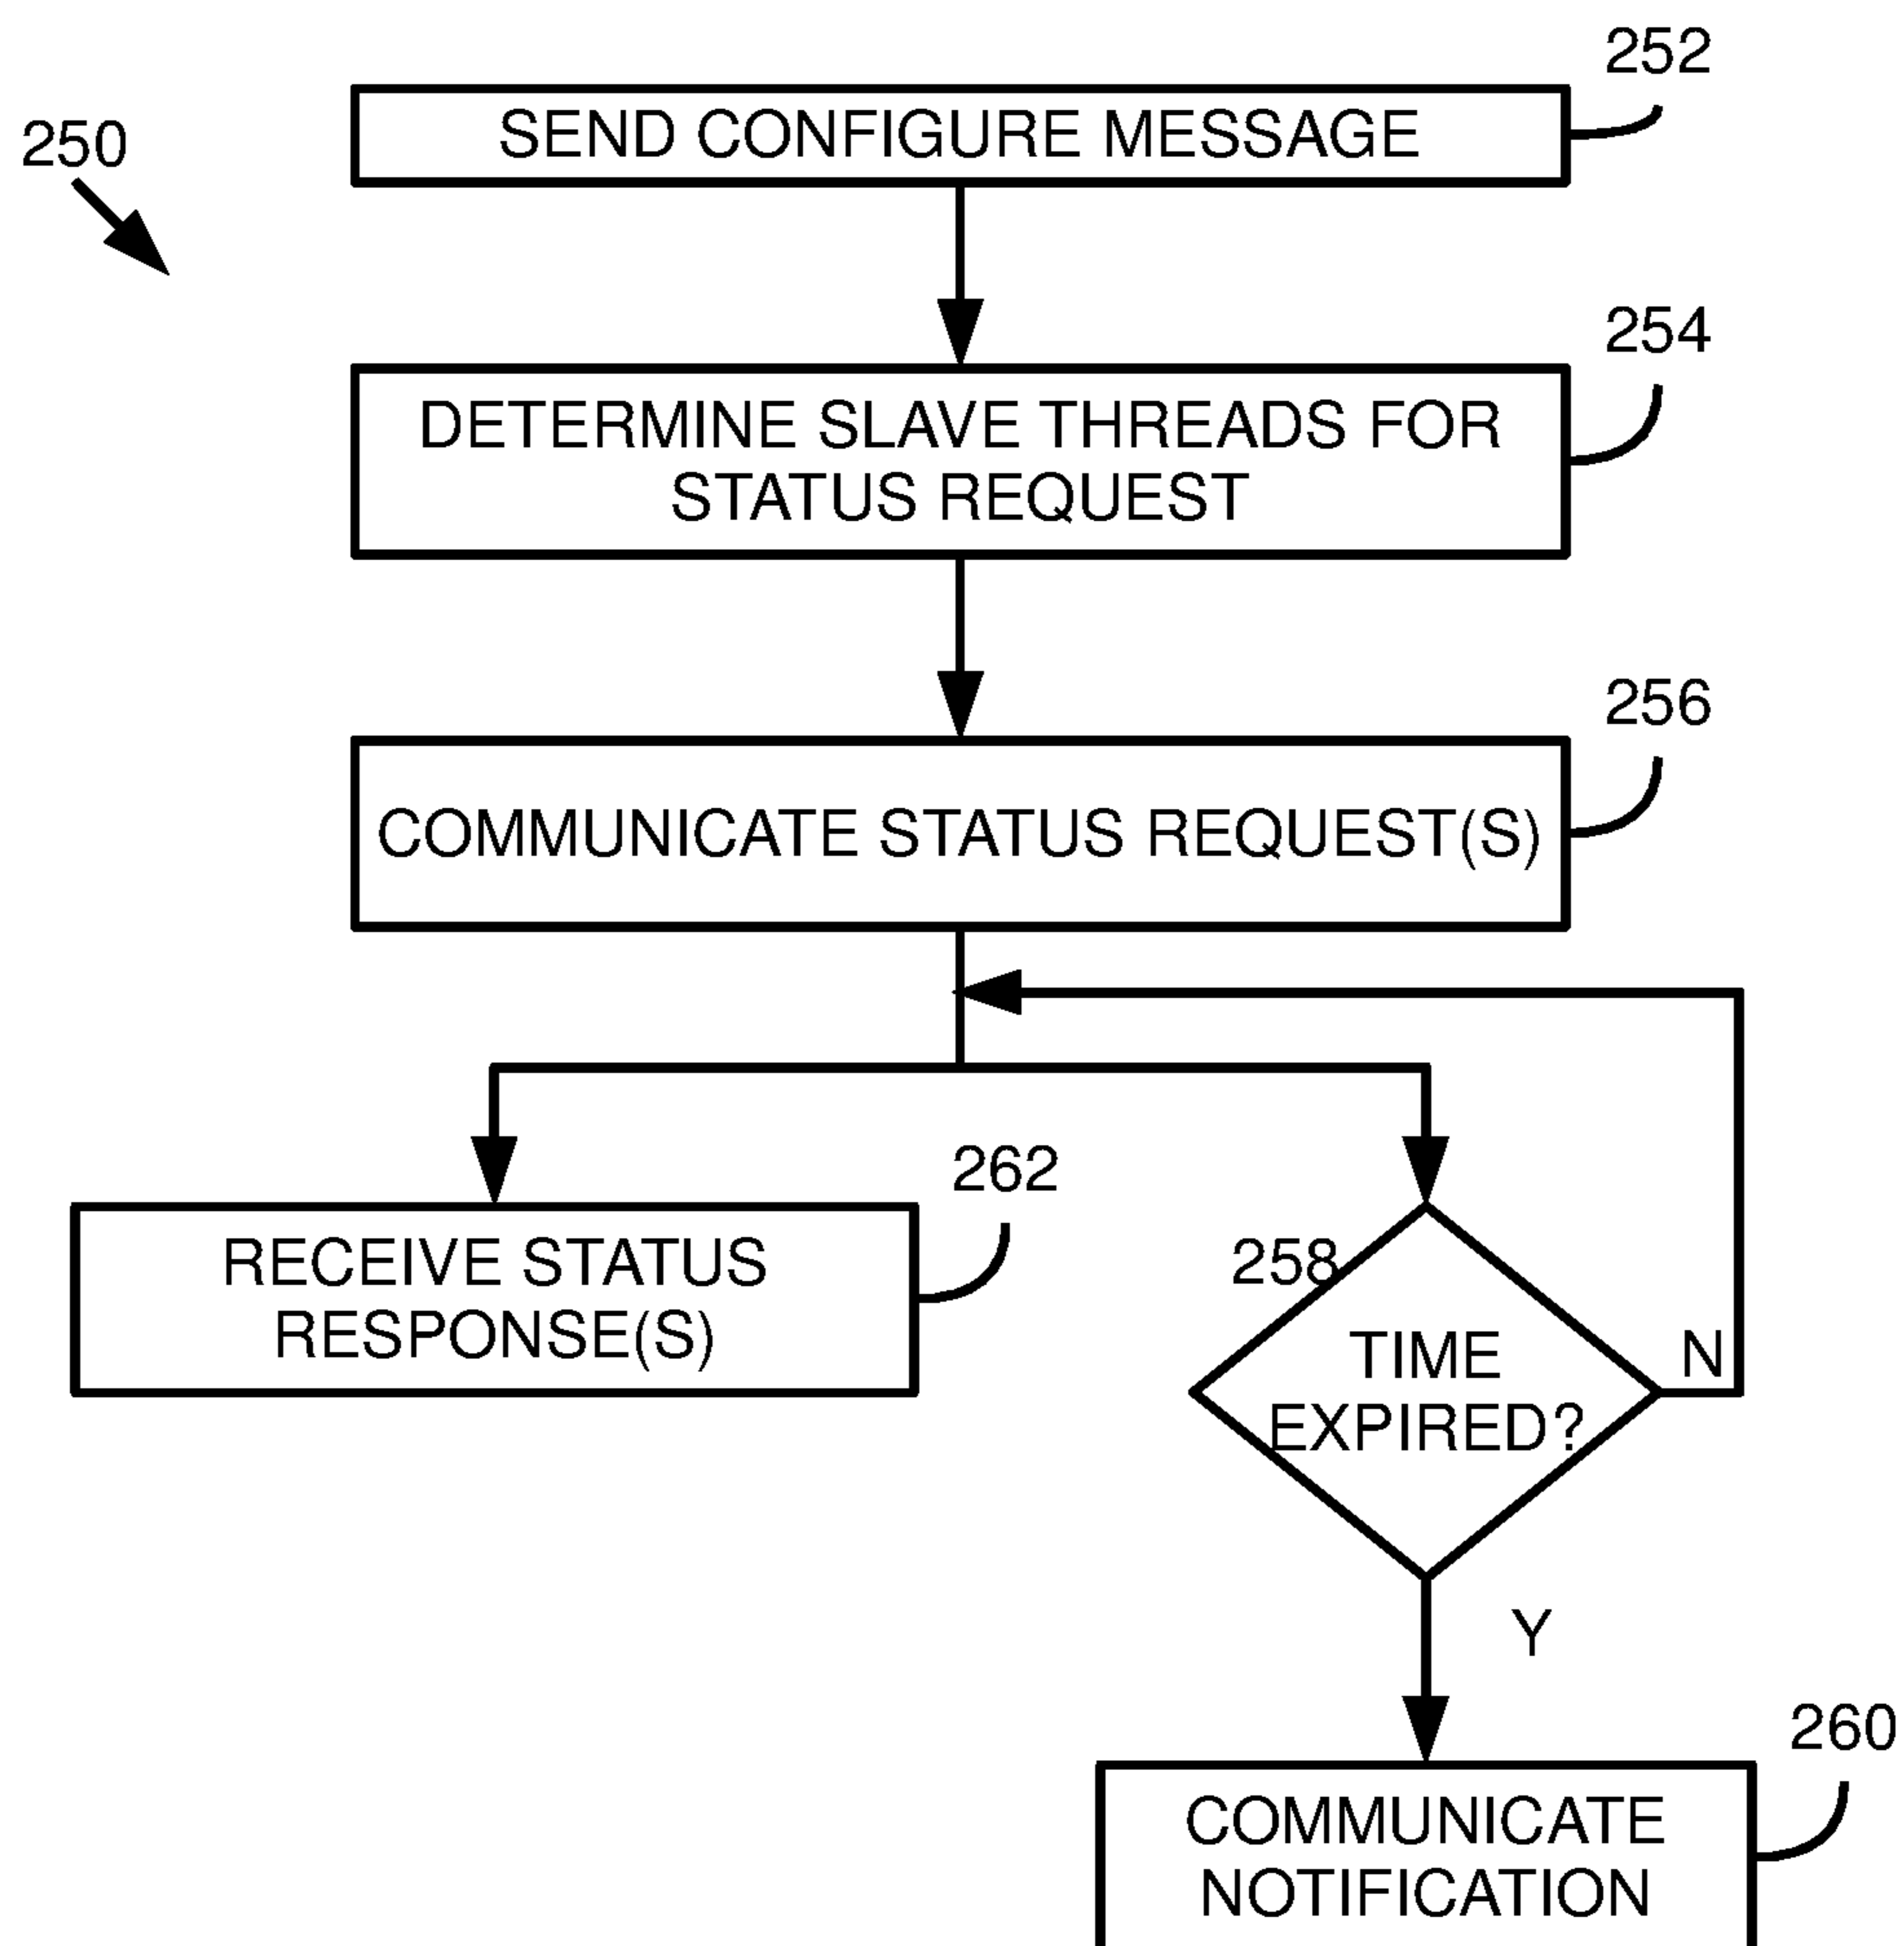 252
SEND CONFIGURE MESSAGE
250
254
DETERMINE SLAVE THREADS FOR
STATUS REQUEST
256
COMMUNICATE STATUS REQUEST(S)
262
RECEIVE STATUS
RESPONSE(S)
258
TIME
EXPIRED?
N
Y
260
COMMUNICATE
NOTIFICATION